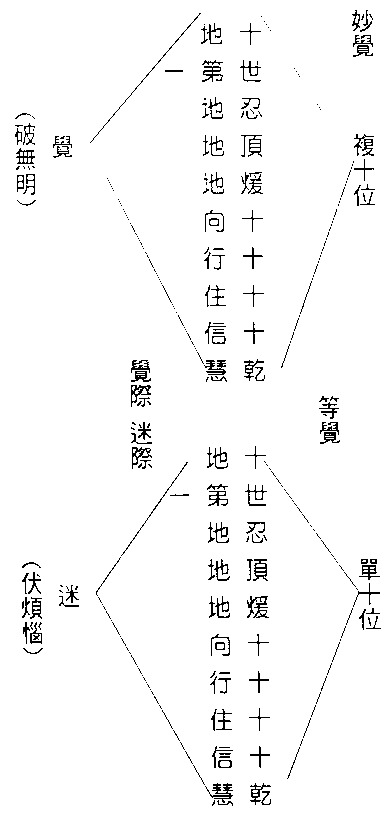 妙覺
複十位
十地
世第一
忍地
頂地
煖地
十向
十行
十住
十信
乾慧
覺
(破無明)
等覺
覺際 迷際
單十位
十地
世第一
忍地
頂地
煖地
十向
十行
十住
十信
乾慧
迷
(伏煩惱)